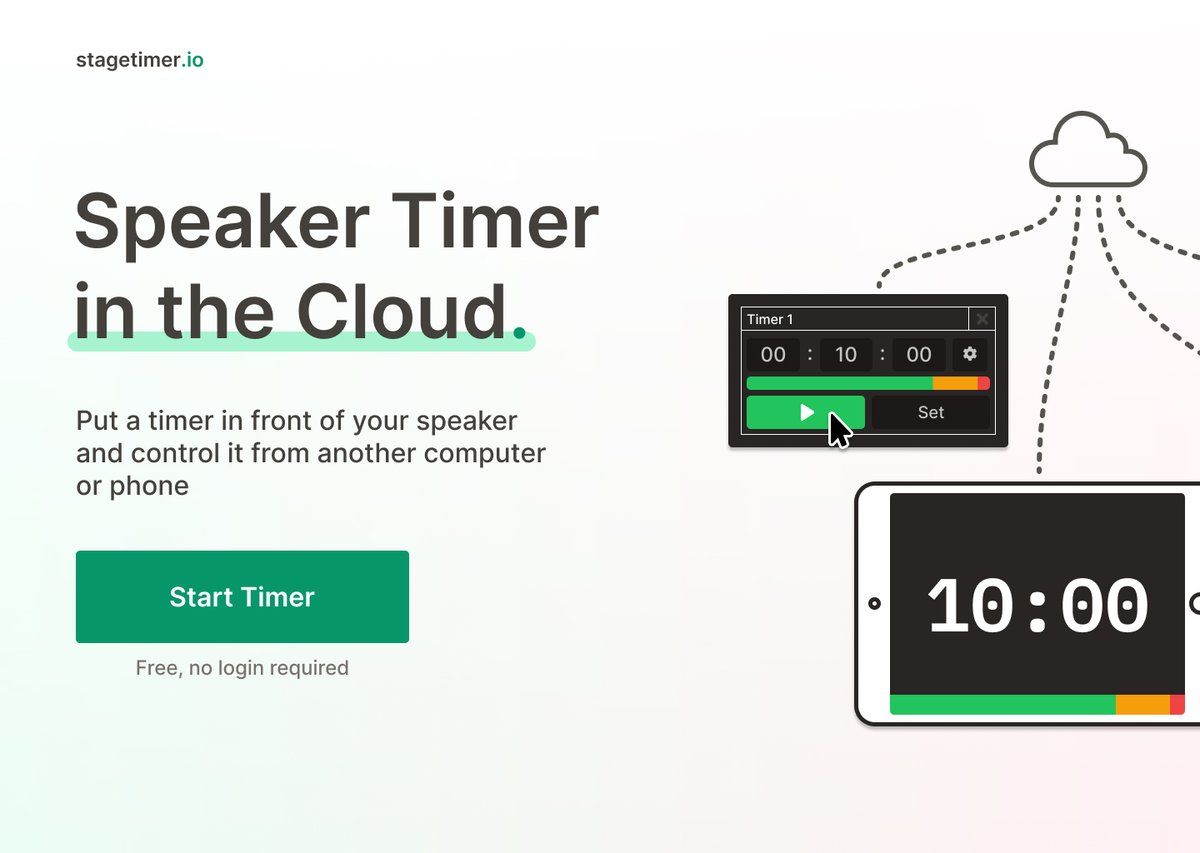 stagetimer.io
Speaker Timer
in the Cloud.
Put a timer in front of your speaker
and control it from another computer
or phone
Start Timer
Free, no login required
Timer 1
00 : 10 : 00
Set
10:00